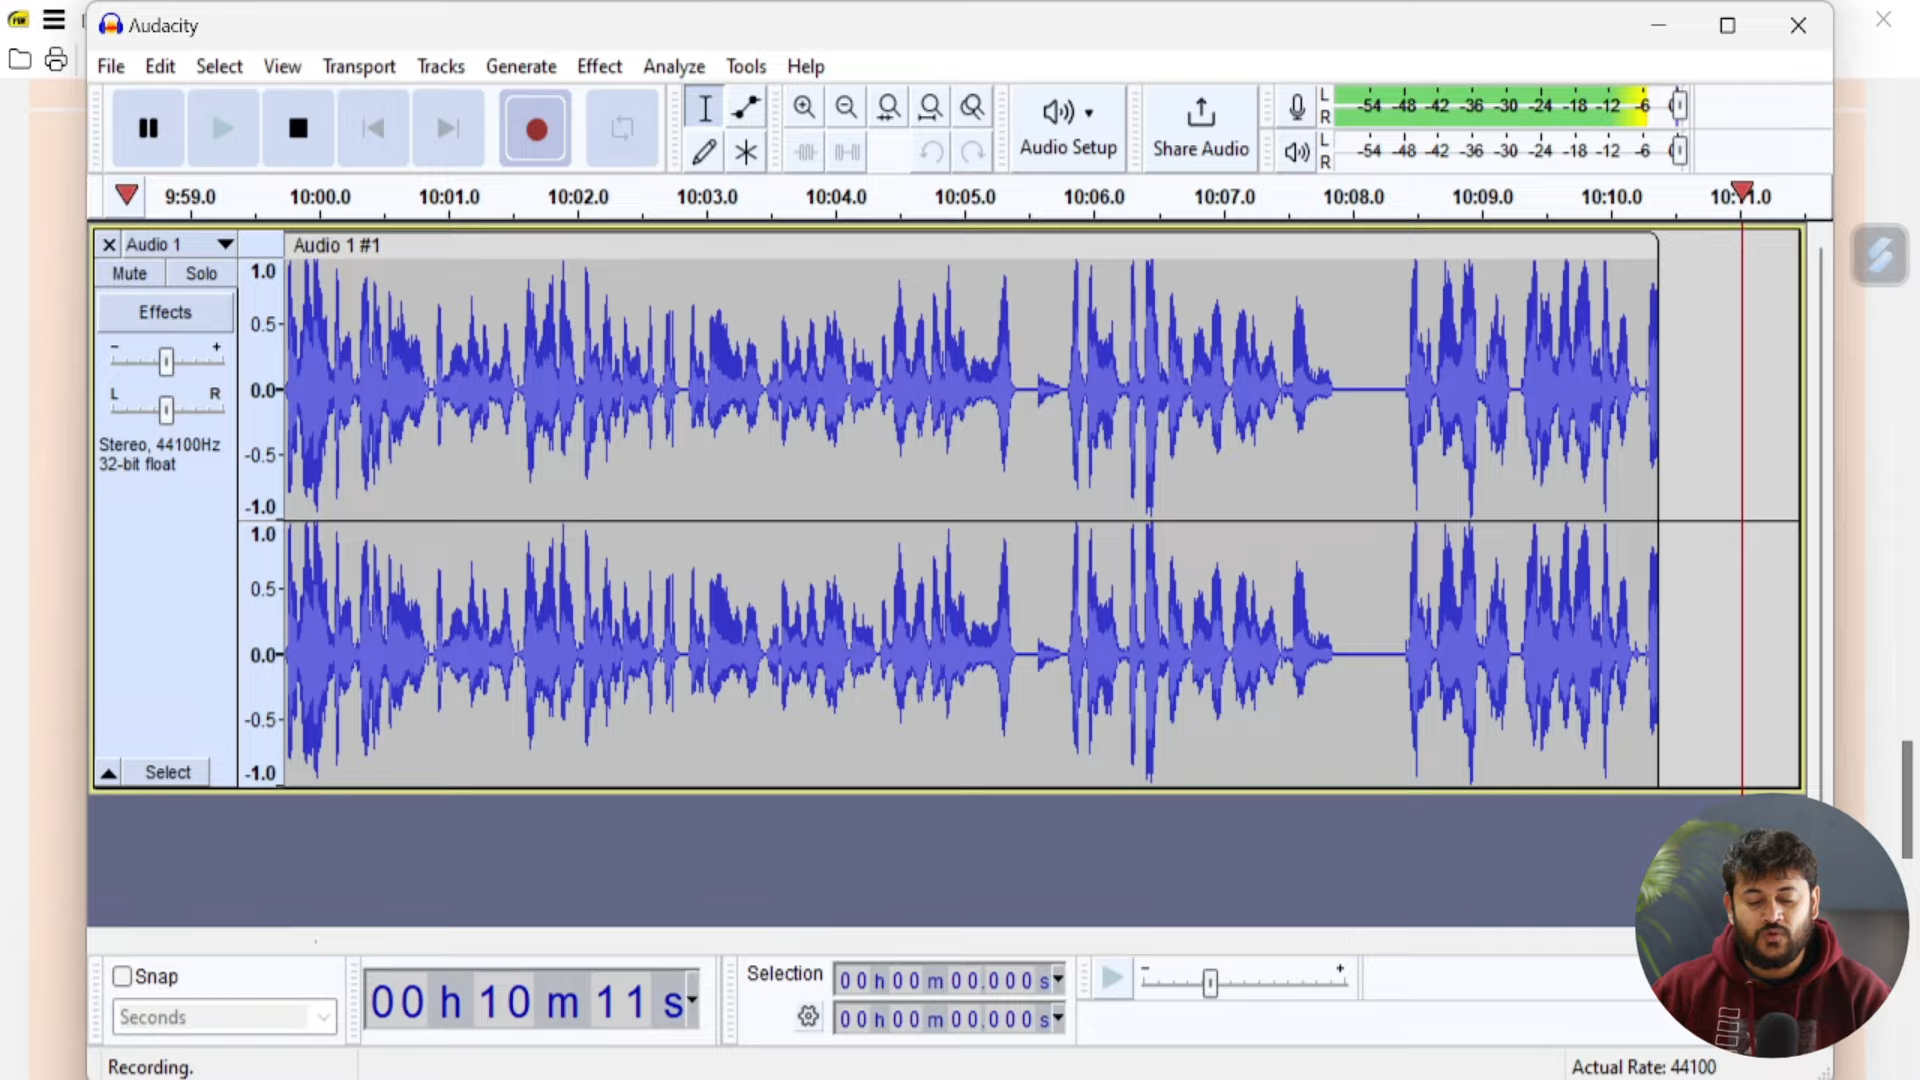 Audacity
File Edit Select View Transport Tracks Generate Effect Analyze Tools Help
Audio Setup
Share Audio
L
R
-54 -48 -42 -36 -30 -24 -18 -12 -6
L
R
-54 -48 -42 -36 -30 -24 -18 -12 -6
9:59.0 10:00.0 10:01.0 10:02.0 10:03.0 10:04.0 10:05.0 10:06.0 10:07.0 10:08.0 10:09.0 10:10.0 10:11.0
Audio 1
Audio 1 #1
Mute Solo
Effects
- +
L R
Stereo, 44100Hz
32-bit float
Select
1.0
0.5
0.0
-0.5
-1.0
1.0
0.5
0.0
-0.5
-1.0
Snap
Seconds
00 h 10 m 11 s
Selection
00 h 00 m 00.000 s
00 h 00 m 00.000 s
- +
Recording.
Actual Rate: 44100